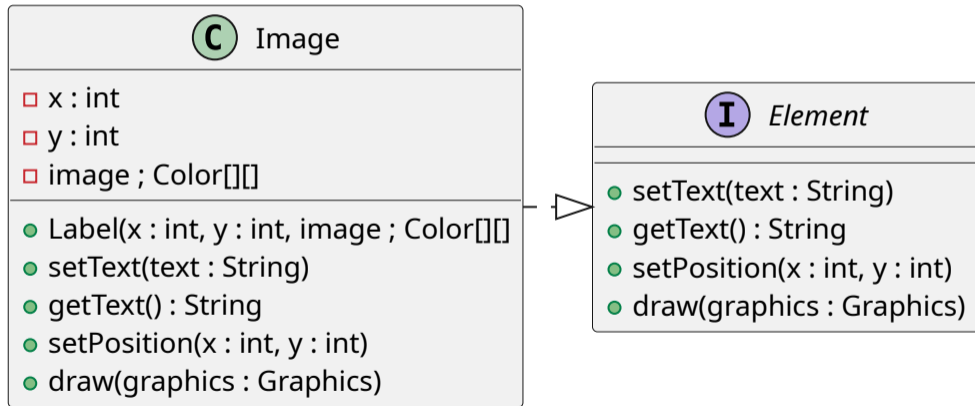 C Image
x : int
y : int
image ; Color[][]
Label(x : int, y : int, image ; Color[][]
setText(text : String)
getText() : String
setPosition(x : int, y : int)
draw(graphics : Graphics)
I Element
setText(text : String)
getText() : String
setPosition(x : int, y : int)
draw(graphics : Graphics)